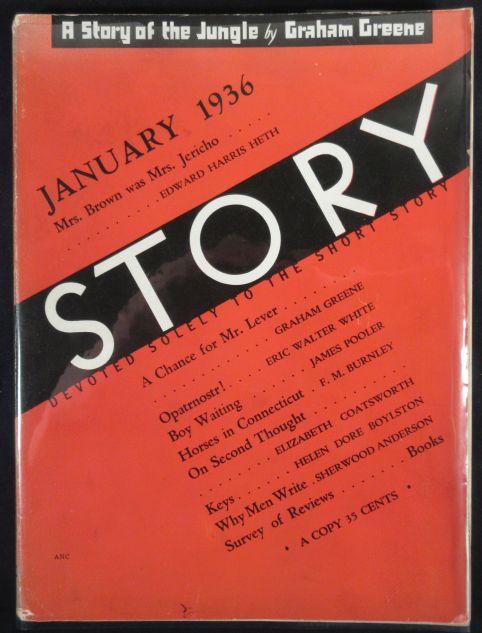 A Story of the Jungle by Graham Greene
JANUARY 1936
Mrs. Brown was Mrs. Jericho . . . . . .
. . . . . . . . . . . EDWARD HARRIS HETH
STORY
DEVOTED SOLELY TO THE SHORT STORY
A Chance for Mr. Lever . . . . . . . . .
. . . . . . . . . . . . . GRAHAM GREENE
Opatrnostr! . . . . ERIC WALTER WHITE
Boy Waiting . . . . . . . JAMES POOLER
Horses in Connecticut . F. M. BURNLEY
On Second Thought . . . . . . . . . . .
. . . . . . . . ELIZABETH COATSWORTH
Keys . . . . . . HELEN DORE BOYLSTON
Why Men Write . SHERWOOD ANDERSON
Survey of Reviews . . . . . . . . Books
• A COPY 35 CENTS •
ANC